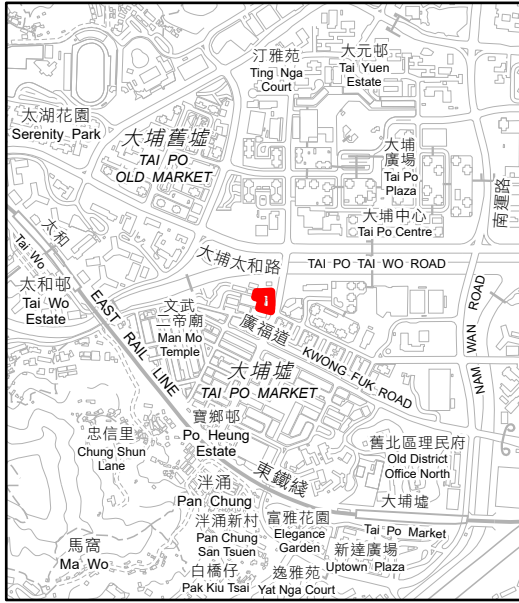 汀雅苑
Ting Nga
Court
大元邨
Tai Yuen
Estate
太湖花園
Serenity Park
大埔舊墟
TAI PO
OLD MARKET
大埔
廣場
Tai Po
Plaza
南運路
大埔中心
Tai Po Centre
太和
Tai Wo
大埔太和路
TAI PO TAI WO ROAD
太和邨
Tai Wo
Estate
EAST RAIL LINE
文武
二帝廟
Man Mo
Temple
1
廣福道
KWONG FUK ROAD
NAM WAN ROAD
大埔墟
TAI PO MARKET
寶鄉邨
Po Heung
Estate
忠信里
Chung Shun
Lane
舊北區理民府
Old District
Office North
東鐵綫
泮涌
Pan Chung
大埔墟
Tai Po Market
泮涌新村
Pan Chung
San Tsuen
富雅花園
Elegance
Garden
新達廣場
Uptown Plaza
馬窩
Ma Wo
白橋仔
Pak Kiu Tsai
逸雅苑
Yat Nga Court